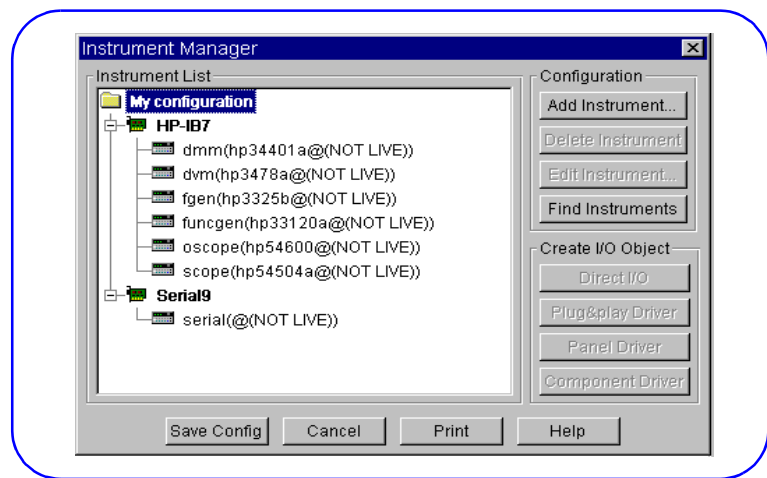 Instrument Manager
Instrument List
My configuration
HP-IB7
dmm(hp34401a@(NOT LIVE))
dvm(hp3478a@(NOT LIVE))
fgen(hp3325b@(NOT LIVE))
funcgen(hp33120a@(NOT LIVE))
oscope(hp54600@(NOT LIVE))
scope(hp54504a@(NOT LIVE))
Serial9
serial(@(NOT LIVE))
Configuration
Add Instrument...
Delete Instrument
Edit Instrument...
Find Instruments
Create I/O Object
Direct I/O
Plug&play Driver
Panel Driver
Component Driver
Save Config
Cancel
Print
Help